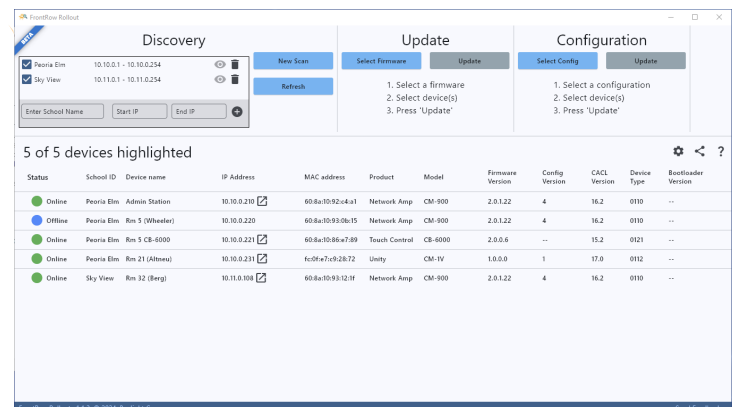 FrontRow Rollout
BETA
Discovery
Peoria Elm 10.10.0.1 - 10.10.0.254
Sky View 10.11.0.1 - 10.11.0.254
Enter School Name Start IP End IP
New Scan
Refresh
Update
Select Firmware Update
1. Select a firmware
2. Select device(s)
3. Press 'Update'
Configuration
Select Config Update
1. Select a configuration
2. Select device(s)
3. Press 'Update'
5 of 5 devices highlighted
?
Status School ID Device name IP Address MAC address Product Model Firmware Version Config Version CACL Version Device Type Bootloader Version
Online Peoria Elm Admin Station 10.10.0.210 60:8a:10:92:c4:a1 Network Amp CM-900 2.0.1.22 4 16.2 0110 --
Offline Peoria Elm Rm 5 (Wheeler) 10.10.0.220 60:8a:10:93:0b:15 Network Amp CM-900 2.0.1.22 4 16.2 0110 --
Online Peoria Elm Rm 5 CB-6000 10.10.0.221 60:8a:10:86:e7:89 Touch Control CB-6000 2.0.0.6 -- 15.2 0121 --
Online Peoria Elm Rm 21 (Altneu) 10.10.0.231 fc:0f:e7:c9:28:72 Unity CM-1V 1.0.0.0 1 17.0 0112 --
Online Sky View Rm 32 (Berg) 10.11.0.108 60:8a:10:93:12:1f Network Amp CM-900 2.0.1.22 4 16.2 0110 --